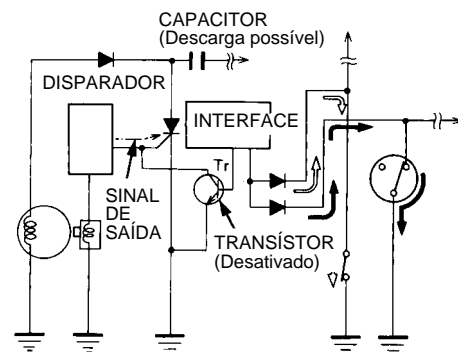 CAPACITOR
(Descarga possível)
DISPARADOR
INTERFACE
Tr
SINAL
DE
SAÍDA
TRANSÍSTOR
(Desativado)